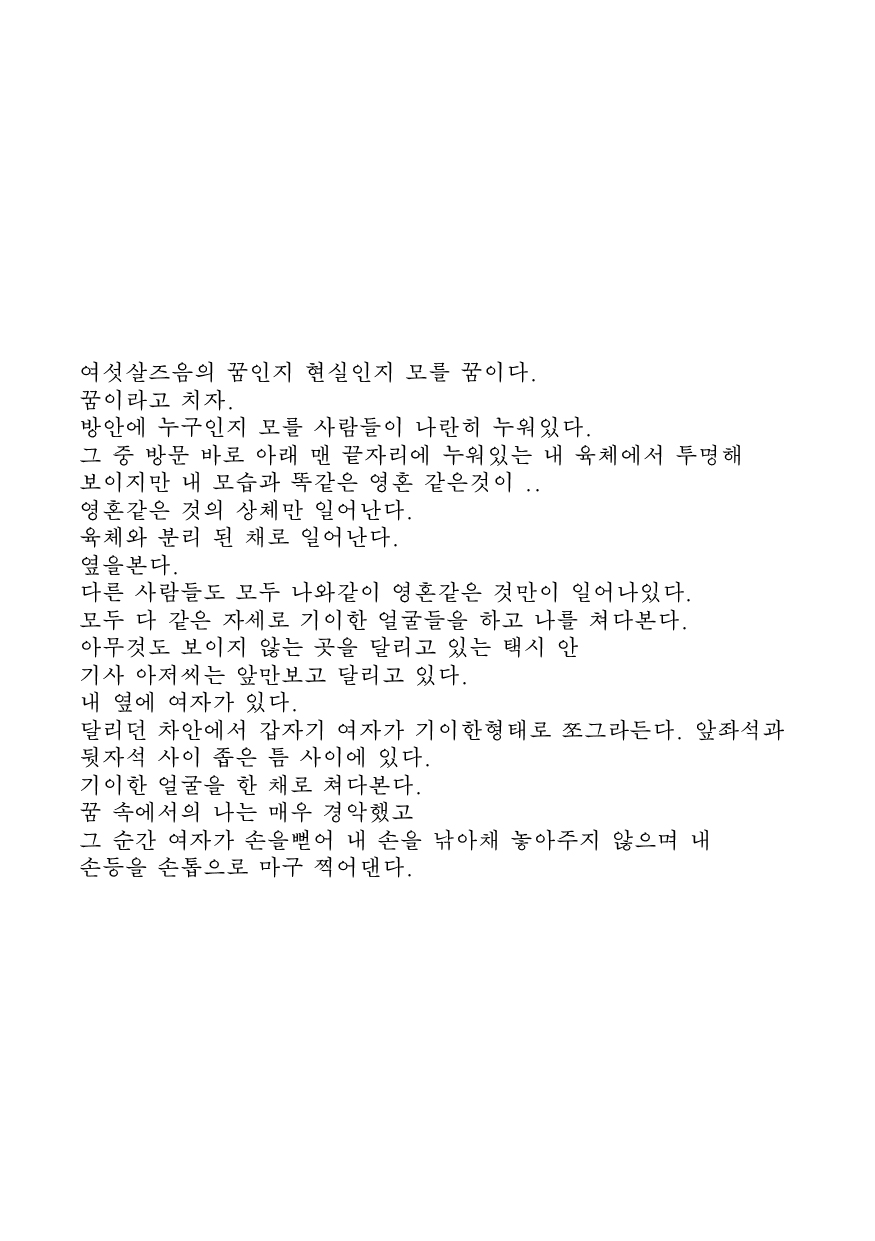 여섯살즈음의 꿈인지 현실인지 모를 꿈이다.
꿈이라고 치자.
방안에 누구인지 모를 사람들이 나란히 누워있다.
그 중 방문 바로 아래 맨 끝자리에 누워있는 내 육체에서 투명해
보이지만 내 모습과 똑같은 영혼 같은것이 ..
영혼같은 것의 상체만 일어난다.
육체와 분리 된 채로 일어난다.
옆을본다.
다른 사람들도 모두 나와같이 영혼같은 것만이 일어나있다.
모두 다 같은 자세로 기이한 얼굴들을 하고 나를 쳐다본다.
아무것도 보이지 않는 곳을 달리고 있는 택시 안
기사 아저씨는 앞만보고 달리고 있다.
내 옆에 여자가 있다.
달리던 차안에서 갑자기 여자가 기이한형태로 쪼그라든다. 앞좌석과
뒷자석 사이 좁은 틈 사이에 있다.
기이한 얼굴을 한 채로 쳐다본다.
꿈 속에서의 나는 매우 경악했고
그 순간 여자가 손을뻗어 내 손을 낚아채 놓아주지 않으며 내
손등을 손톱으로 마구 찍어댄다.